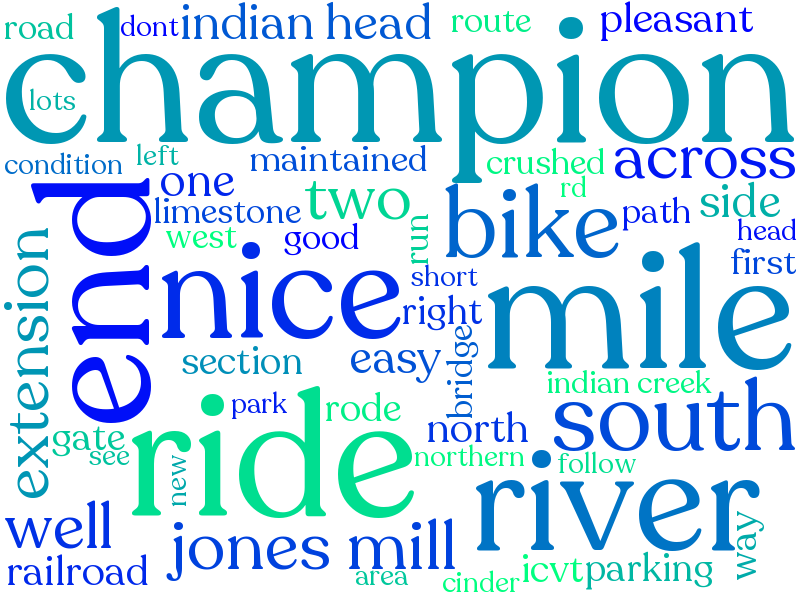 road
dont
indian head
route
pleasant
champion
lots
condition
left
maintained
crushed
across
one
rd
limestone
two
bike
path
side
west
good
run
head
end
nice
short
mile
first
extension
right
section
easy
bridge
indian creek
park
rode
south
ride
north
gate
see
new
northern
follow
river
well
jones mill
way
railroad
area
cinder
icvt
parking